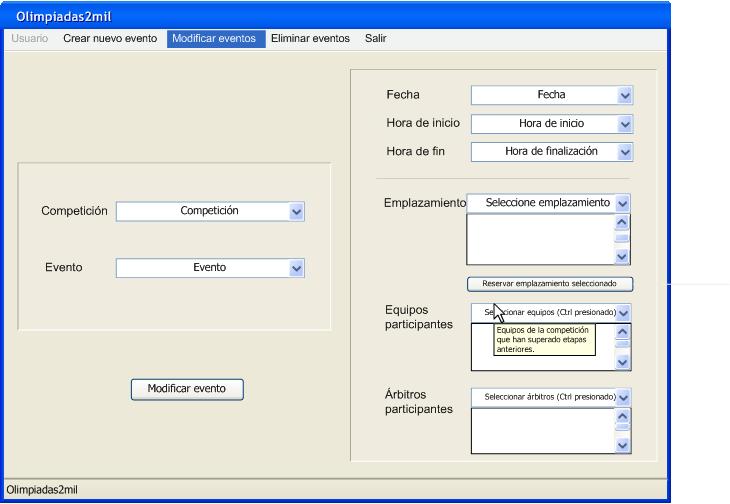 Olimpiadas2mil
Usuario Crear nuevo evento Modificar eventos Eliminar eventos Salir
Fecha Fecha
Hora de inicio Hora de inicio
Hora de fin Hora de finalización
Competición Competición
Evento Evento
Modificar evento
Emplazamiento Seleccione emplazamiento
Reservar emplazamiento seleccionado
Equipos
participantes
equipos (Ctrl presionado)
Equipos de la competición
que han superado etapas
anteriores.
Árbitros
participantes
Seleccionar árbitros (Ctrl presionado)
Olimpiadas2mil